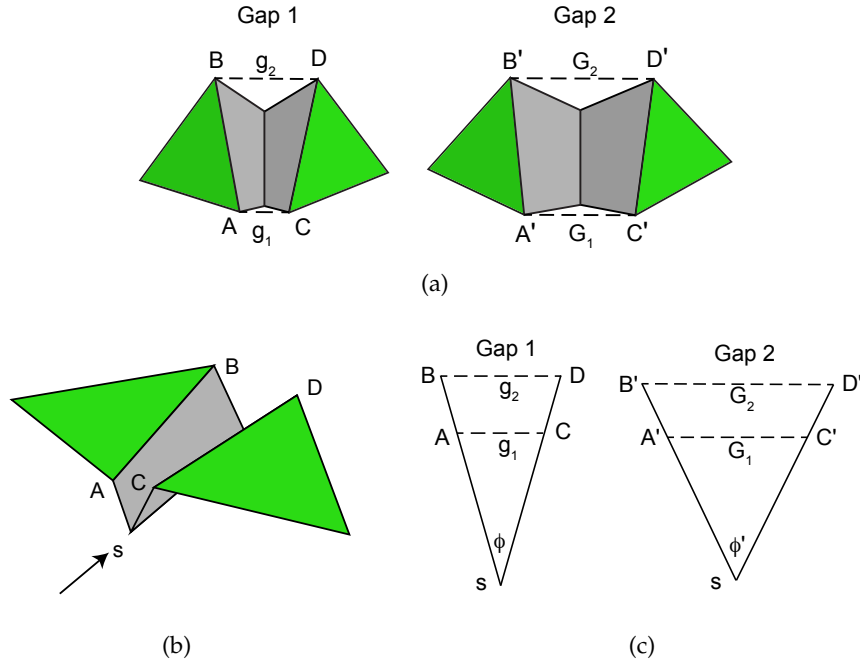 Gap 1 Gap 2
B g₂ D B' G₂ D'
A g₁ C A' G₁ C'
(a)
B
D
A C
s
(b)
Gap 1 Gap 2
B D B' D'
g₂ G₂
A C A' C'
g₁ G₁
ϕ ϕ'
s s
(c)